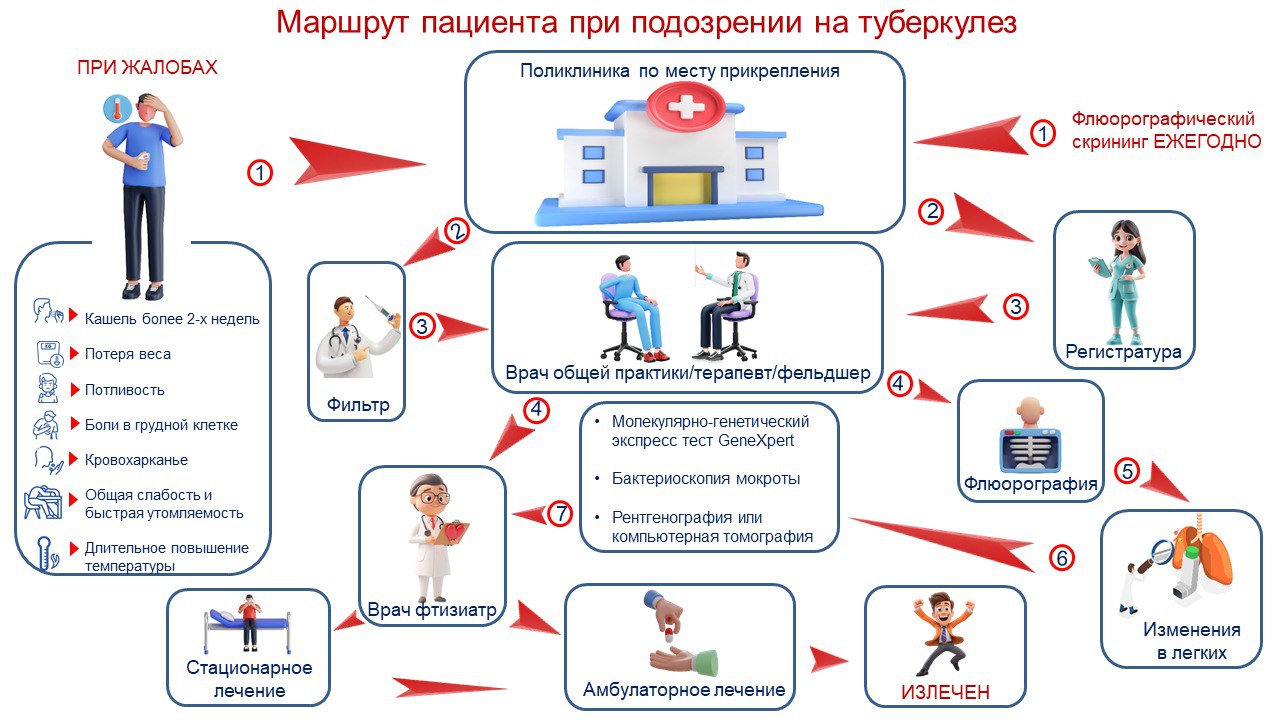 Маршрут пациента при подозрении на туберкулез
ПРИ ЖАЛОБАХ
Поликлиника по месту прикрепления
1
1
Флюорографический
скрининг ЕЖЕГОДНО
2
2
Кашель более 2-х недель
Потеря веса
Потливость
Боли в грудной клетке
Кровохарканье
Общая слабость и
быстрая утомляемость
Длительное повышение
температуры
Фильтр
3
Врач общей практики/терапевт/фельдшер
3
Регистратура
4
4
• Молекулярно-генетический
экспресс тест GeneXpert
• Бактериоскопия мокроты
• Рентгенография или
компьютерная томография
Флюорография
5
6
7
Изменения
в легких
Врач фтизиатр
Стационарное
лечение
Амбулаторное лечение
ИЗЛЕЧЕН